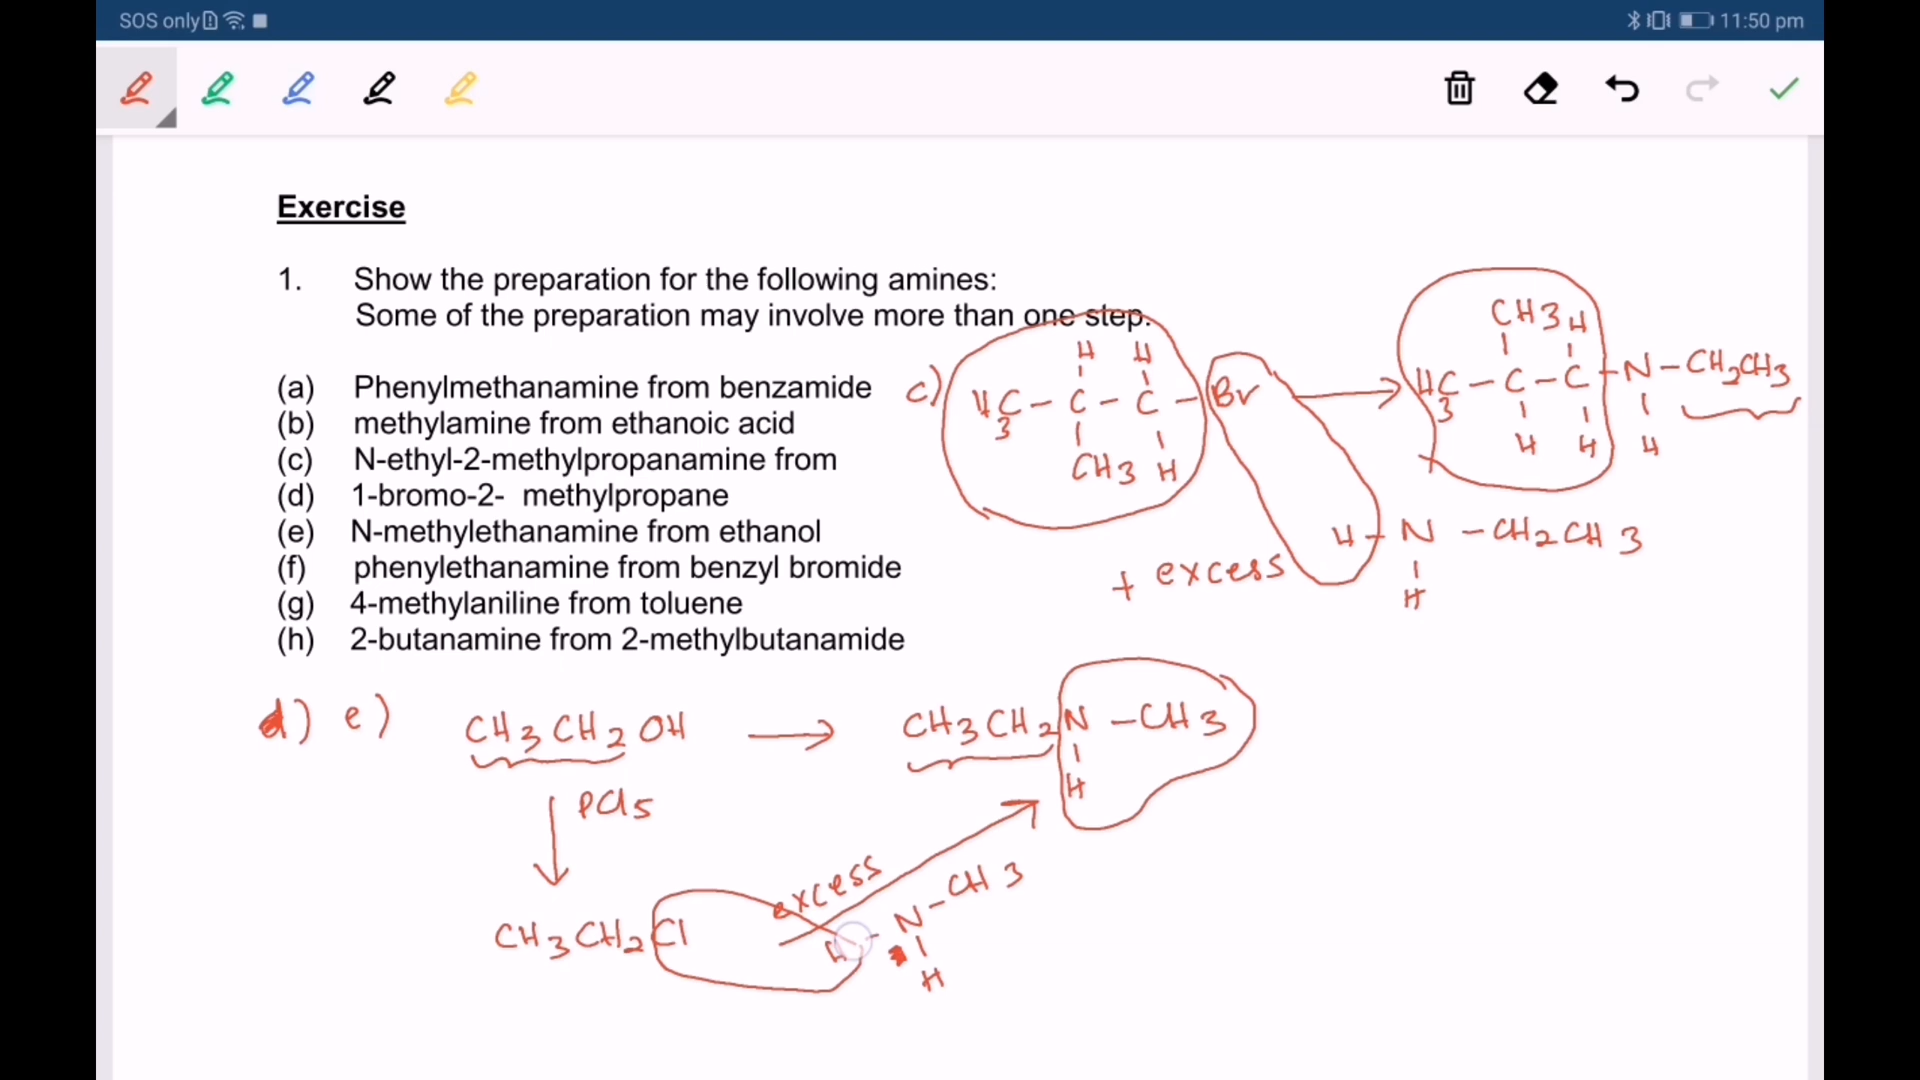 SOS only 11:50 pm
Exercise
1. Show the preparation for the following amines:
Some of the preparation may involve more than one step.
(a) Phenylmethanamine from benzamide
(b) methylamine from ethanoic acid
(c) N-ethyl-2-methylpropanamine from
(d) 1-bromo-2- methylpropane
(e) N-methylethanamine from ethanol
(f) phenylethanamine from benzyl bromide
(g) 4-methylaniline from toluene
(h) 2-butanamine from 2-methylbutanamide
H H
c) H3C - C - C - Br
CH3 H
CH3 H
H3C - C - C - N - CH2CH3
H H H
+ excess H - N - CH2CH3
H
d) e) CH3CH2OH → CH3CH2N - CH3
H
PCl5
excess
N - CH3
H
CH3CH2Cl